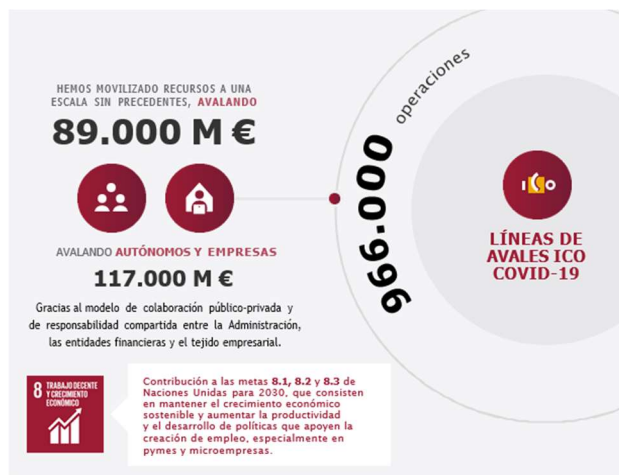 HEMOS MOVILIZADO RECURSOS A UNA
ESCALA SIN PRECEDENTES, AVALANDO
89.000 M €
AVALANDO AUTÓNOMOS Y EMPRESAS
117.000 M €
Gracias al modelo de colaboración público-privada y
de responsabilidad compartida entre la Administración,
las entidades financieras y el tejido empresarial.
966.000 operaciones
ICO
LÍNEAS DE
AVALES ICO
COVID-19
8 TRABAJO DECENTE
Y CRECIMIENTO
ECONÓMICO
Contribución a las metas 8.1, 8.2 y 8.3 de
Naciones Unidas para 2030, que consisten
en mantener el crecimiento económico
sostenible y aumentar la productividad
y el desarrollo de políticas que apoyen la
creación de empleo, especialmente en
pymes y microempresas.